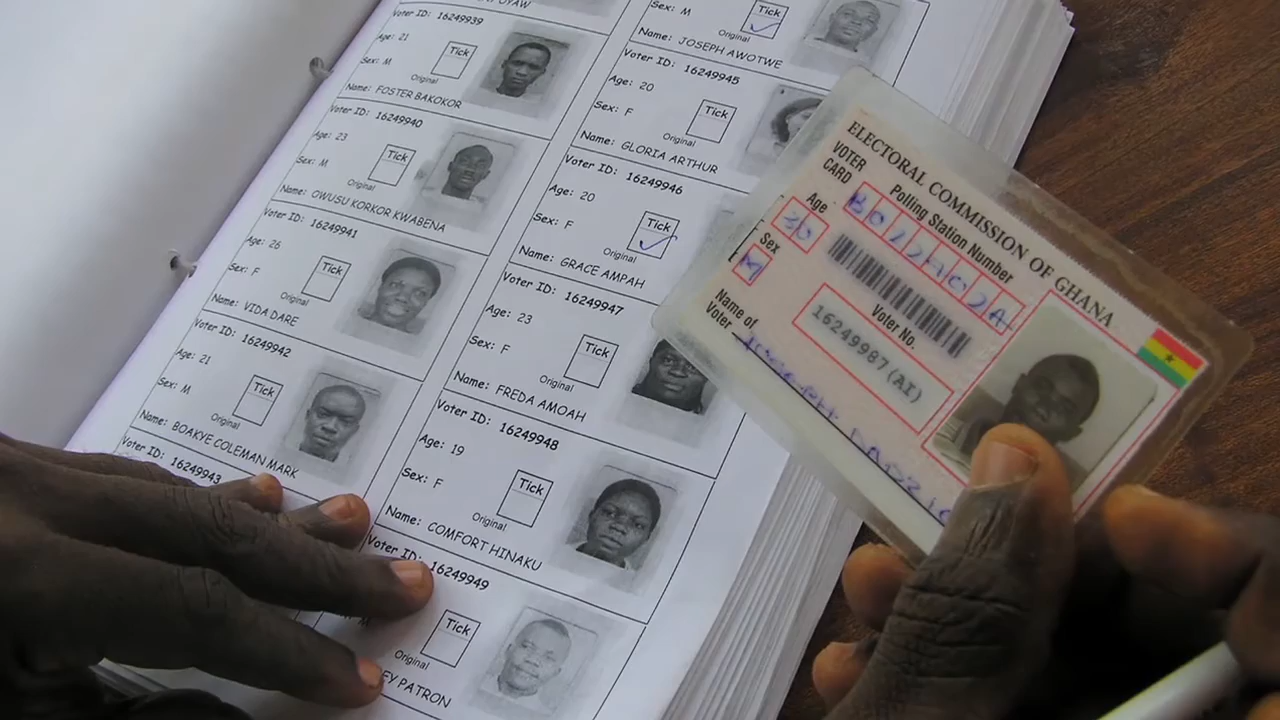 Voter ID: 16249939
Age: 21
Sex: M
Tick
Original
Name: FOSTER BAKOKOR
Voter ID: 16249940
Age: 23
Sex: M
Tick
Original
Name: OWUSU KORKOR KWABENA
Voter ID: 16249941
Age: 26
Sex: F
Tick
Original
Name: VIDA DARE
Voter ID: 16249942
Age: 21
Sex: M
Tick
Original
Name: BOAKYE COLEMAN MARK
Voter ID: 16249943
Sex: M
Tick
Original
Name: JOSEPH AWOTWE
Voter ID: 16249945
Age: 20
Sex: F
Tick
Original
Name: GLORIA ARTHUR
Voter ID: 16249946
Age: 20
Sex: F
Tick
Original
Name: GRACE AMPAH
Voter ID: 16249947
Age: 23
Sex: F
Tick
Original
Name: FREDA AMOAH
Voter ID: 16249948
Age: 19
Sex: F
Tick
Original
Name: COMFORT HINAKU
Voter ID: 16249949
Tick
Original
EY PATRON
ELECTORAL COMMISSION OF GHANA
VOTER CARD
Polling Station Number
Age
30
Sex
M
Voter No.
16249987(AI)
Name of Voter
JOSEPH